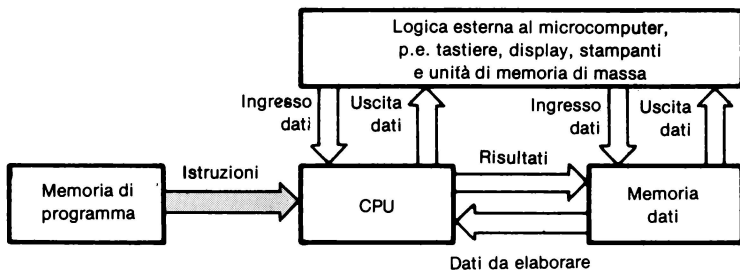 Logica esterna al microcomputer,
p.e. tastiere, display, stampanti
e unità di memoria di massa
Ingresso
dati
Uscita
dati
Ingresso
dati
Uscita
dati
Istruzioni
Risultati
Memoria di
programma
CPU
Memoria
dati
Dati da elaborare